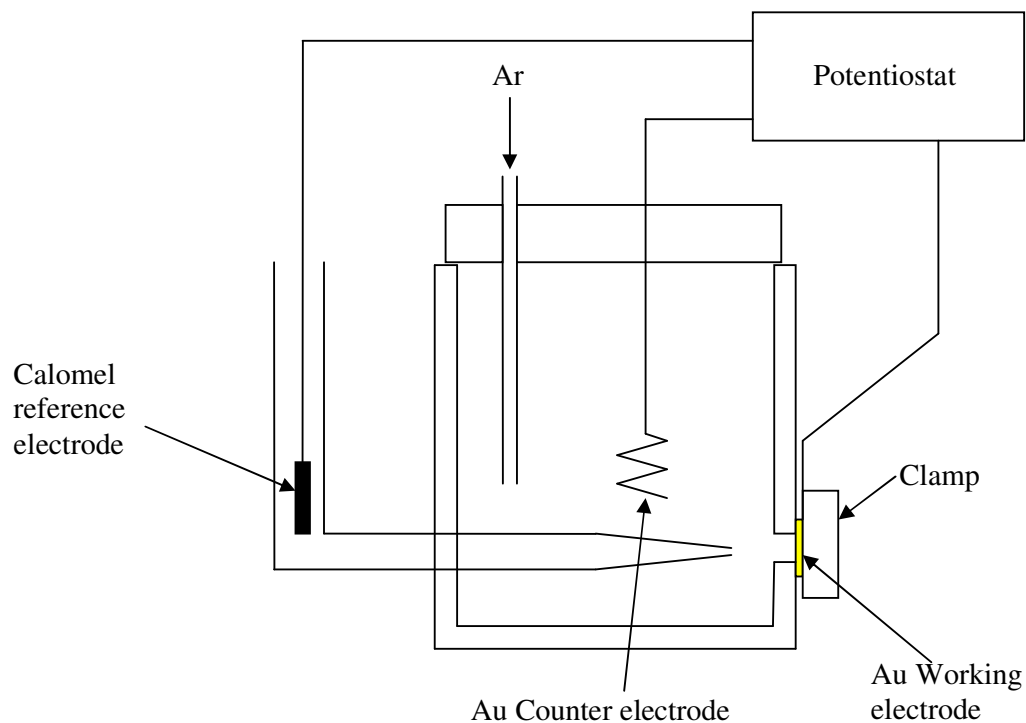 Potentiostat
Ar
Calomel
reference
electrode
Clamp
Au Working
electrode
Au Counter electrode